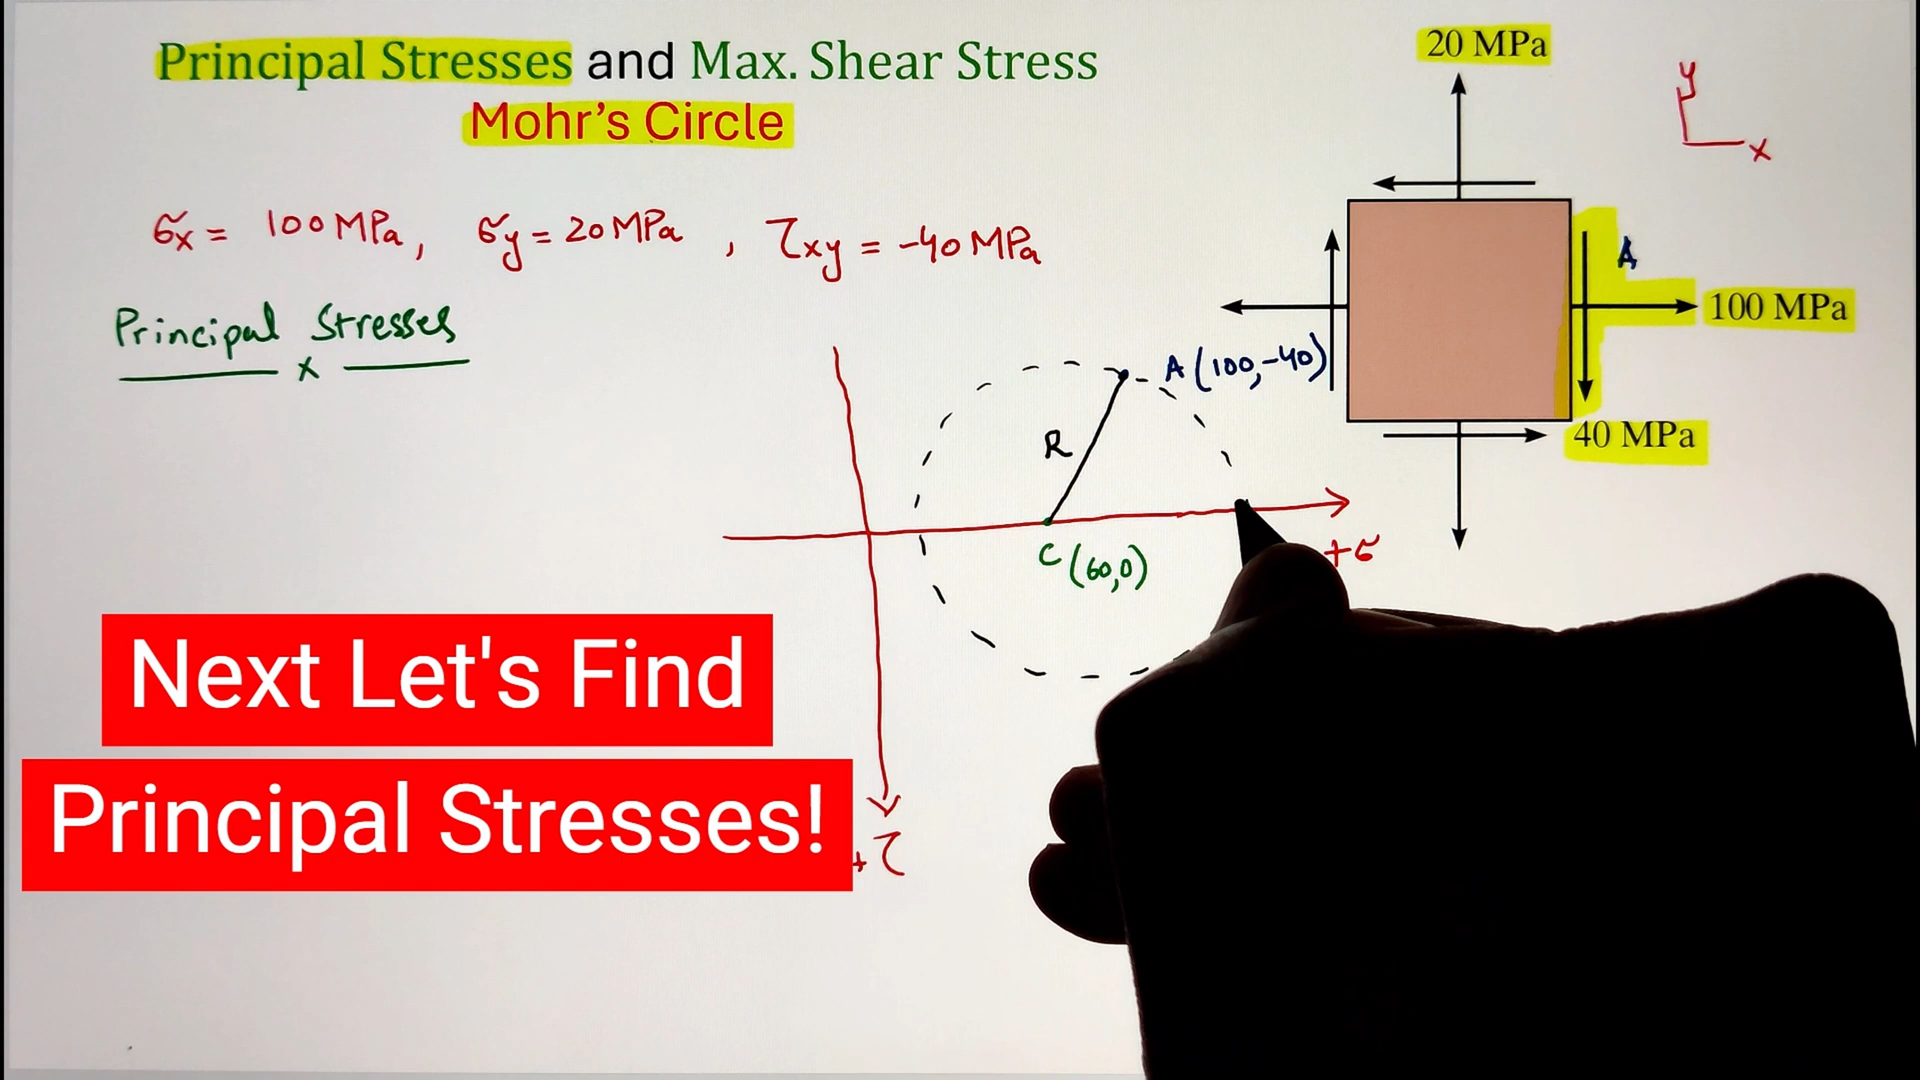 Principal Stresses and Max. Shear Stress
Mohr's Circle
σx = 100 MPa, σy = 20 MPa, τxy = -40 MPa
Principal Stresses
x
20 MPa
y
x
A
100 MPa
40 MPa
A (100,-40)
R
C (60,0)
+σ
+τ
Next Let's Find
Principal Stresses!